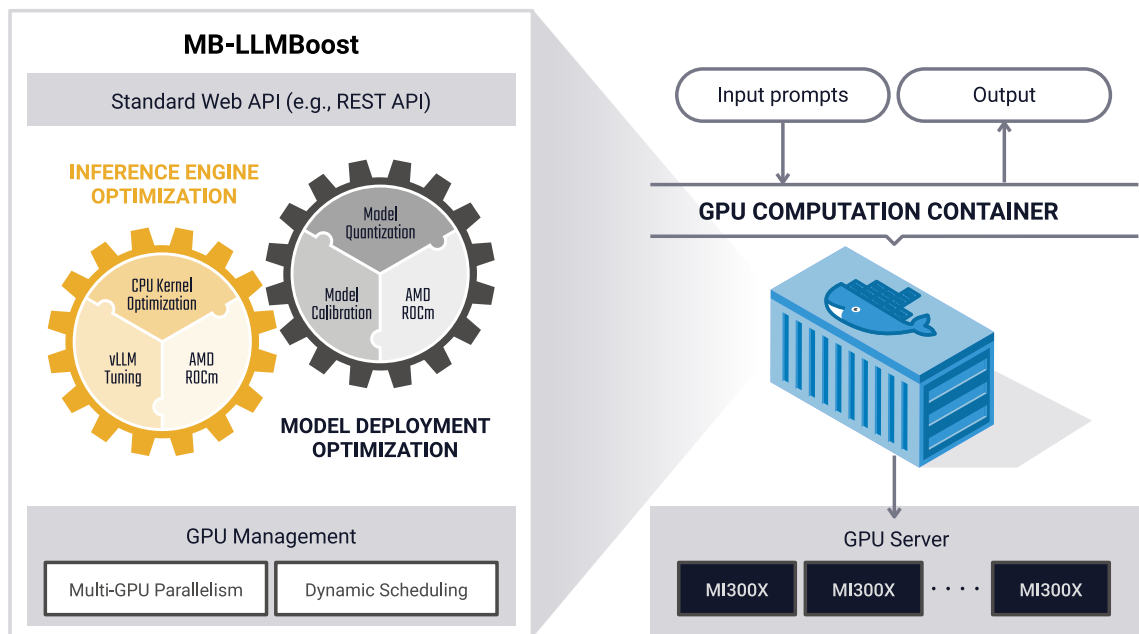 MB-LLMBoost
Standard Web API (e.g., REST API)
INFERENCE ENGINE
OPTIMIZATION
Model
Quantization
Model
Calibration
AMD
ROCm
CPU Kernel
Optimization
vLLM
Tuning
AMD
ROCm
MODEL DEPLOYMENT
OPTIMIZATION
GPU Management
Multi-GPU Parallelism
Dynamic Scheduling
Input prompts
Output
GPU COMPUTATION CONTAINER
GPU Server
MI300X
MI300X
· · · ·
MI300X